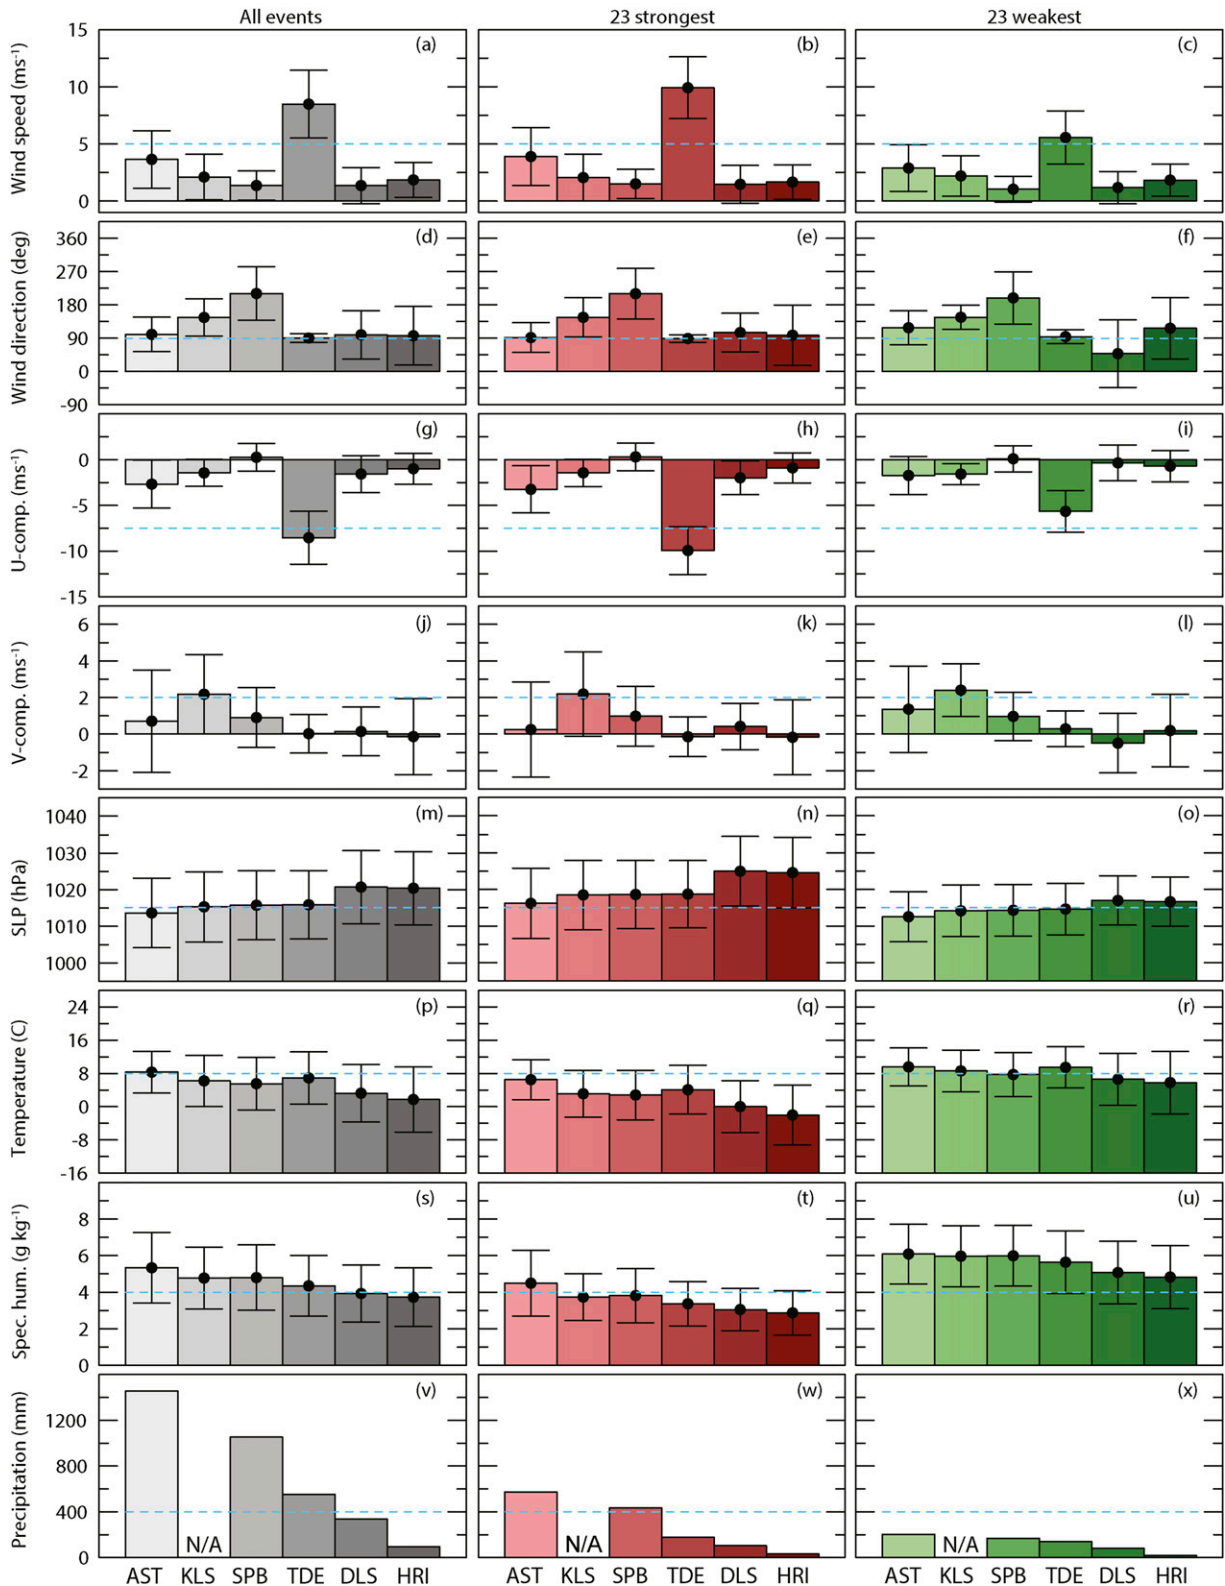 All events 23 strongest 23 weakest
Wind speed (ms⁻¹)
15
10
5
0
(a) (b) (c)
Wind direction (deg)
360
270
180
90
0
-90
(d) (e) (f)
U-comp. (ms⁻¹)
0
-5
-10
-15
(g) (h) (i)
V-comp. (ms⁻¹)
6
4
2
0
-2
(j) (k) (l)
SLP (hPa)
1040
1030
1020
1010
1000
(m) (n) (o)
Temperature (C)
24
16
8
0
-8
-16
(p) (q) (r)
Spec. hum. (g kg⁻¹)
8
6
4
2
0
(s) (t) (u)
Precipitation (mm)
1200
800
400
0
(v) (w) (x)
N/A N/A N/A
AST KLS SPB TDE DLS HRI AST KLS SPB TDE DLS HRI AST KLS SPB TDE DLS HRI